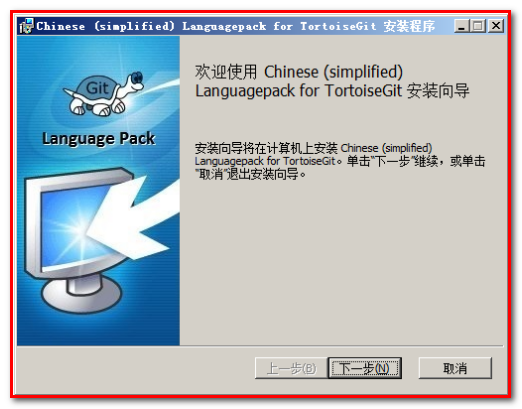 Chinese (simplified) Languagepack for TortoiseGit 安装程序
Git
Language Pack
欢迎使用 Chinese (simplified)
Languagepack for TortoiseGit 安装向导
安装向导将在计算机上安装 Chinese (simplified)
Languagepack for TortoiseGit。单击“下一步”继续，或单击
“取消”退出安装向导。
上一步(B)
下一步(N)
取消